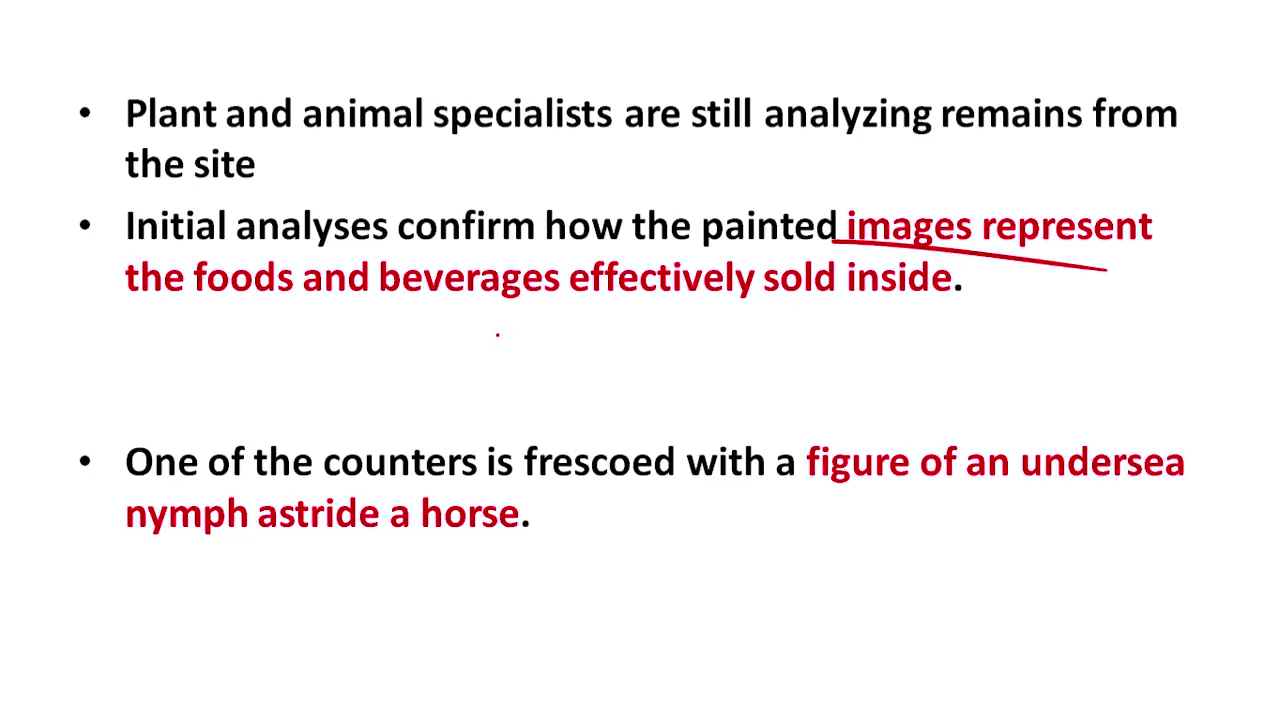 • Plant and animal specialists are still analyzing remains from
the site
• Initial analyses confirm how the painted images represent
the foods and beverages effectively sold inside.
• One of the counters is frescoed with a figure of an undersea
nymph astride a horse.